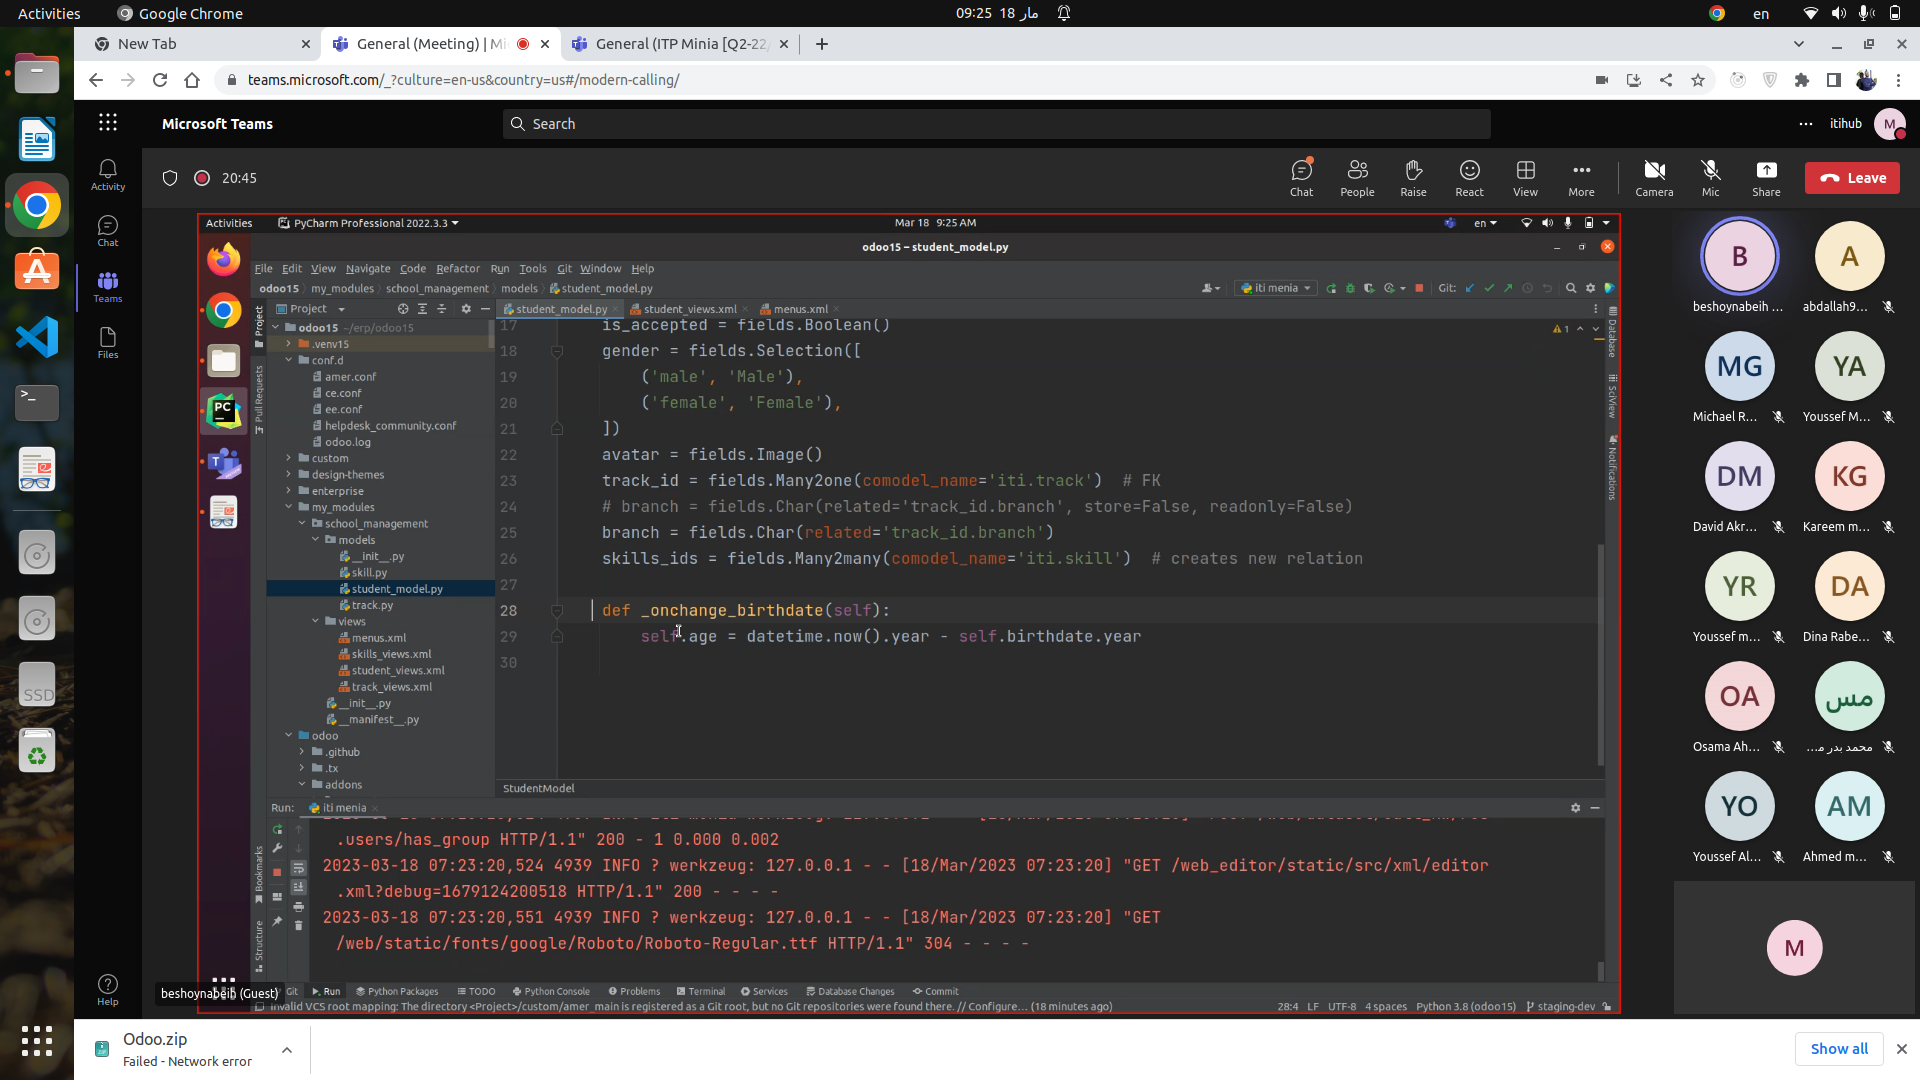 Activities
Google Chrome
09:25 18 مار
en
New Tab
General (Meeting) | Mi
General (ITP Minia [Q2-22/
teams.microsoft.com/_?culture=en-us&country=us#/modern-calling/
Microsoft Teams
Search
itihub
M
Activity
Chat
Teams
Files
Help
20:45
Chat
People
Raise
React
View
More
Camera
Mic
Share
Leave
Activities
PyCharm Professional 2022.3.3
Mar 18 9:25 AM
en
odoo15 – student_model.py
File Edit View Navigate Code Refactor Run Tools Git Window Help
odoo15 my_modules school_management models student_model.py
iti menia
Git:
Project
student_model.py
student_views.xml
menus.xml
odoo15 ~/erp/odoo15
.venv15
conf.d
amer.conf
ce.conf
ee.conf
helpdesk_community.conf
odoo.log
custom
design-themes
enterprise
my_modules
school_management
models
__init__.py
skill.py
student_model.py
track.py
views
menus.xml
skills_views.xml
student_views.xml
track_views.xml
__init__.py
__manifest__.py
odoo
.github
.tx
addons
Project
Pull Requests
Bookmarks
Structure
Database
SciView
Notifications
1
17 is_accepted = fields.Boolean()
18 gender = fields.Selection([
19 ('male', 'Male'),
20 ('female', 'Female'),
21 ])
22 avatar = fields.Image()
23 track_id = fields.Many2one(comodel_name='iti.track') # FK
24 # branch = fields.Char(related='track_id.branch', store=False, readonly=False)
25 branch = fields.Char(related='track_id.branch')
26 skills_ids = fields.Many2many(comodel_name='iti.skill') # creates new relation
27
28 def _onchange_birthdate(self):
29 self.age = datetime.now().year - self.birthdate.year
30
StudentModel
Run: iti menia
.users/has_group HTTP/1.1" 200 - 1 0.000 0.002
2023-03-18 07:23:20,524 4939 INFO ? werkzeug: 127.0.0.1 - - [18/Mar/2023 07:23:20] "GET /web_editor/static/src/xml/editor
.xml?debug=1679124200518 HTTP/1.1" 200 - - - -
2023-03-18 07:23:20,551 4939 INFO ? werkzeug: 127.0.0.1 - - [18/Mar/2023 07:23:20] "GET
/web/static/fonts/google/Roboto/Roboto-Regular.ttf HTTP/1.1" 304 - - - -
Git Run Python Packages TODO Python Console Problems Terminal Services Database Changes Commit
Invalid VCS root mapping: The directory <Project>/custom/amer_main is registered as a Git root, but no Git repositories were found there. // Configure... (18 minutes ago)
28:4 LF UTF-8 4 spaces Python 3.8 (odoo15) staging-dev
beshoynabeih (Guest)
PC
SSD
B
beshoynabeih ...
A
abdallah9...
MG
Michael R...
YA
Youssef M...
DM
David Akr...
KG
Kareem m...
YR
Youssef m...
DA
Dina Rabe...
OA
Osama Ah...
مس
محمد بدر م...
YO
Youssef Al...
AM
Ahmed m...
M
Odoo.zip
Failed - Network error
Show all